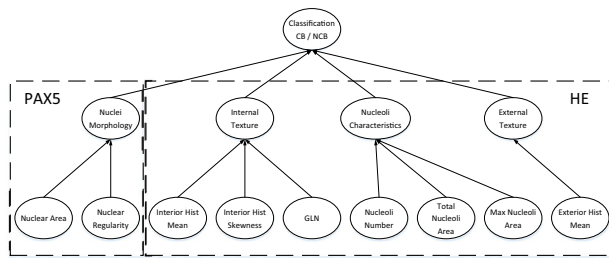 Classification
CB / NCB
PAX5
HE
Nuclei
Morphology
Internal
Texture
Nucleoli
Characteristics
External
Texture
Nuclear Area
Nuclear
Regularity
Interior Hist
Mean
Interior Hist
Skewness
GLN
Nucleoli
Number
Total
Nucleoli
Area
Max Nucleoli
Area
Exterior Hist
Mean